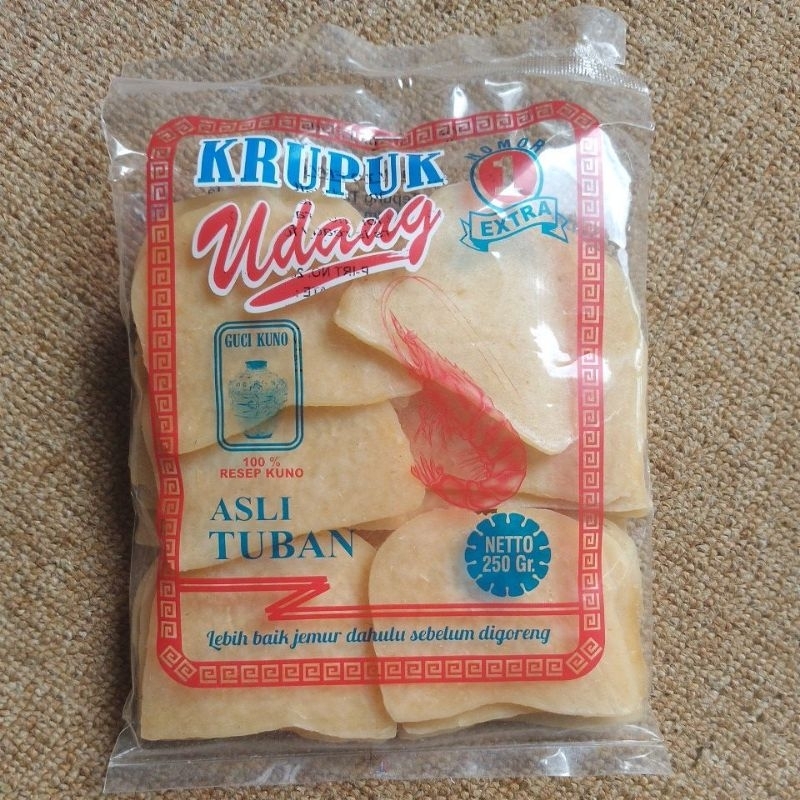 KRUPUK
Udang
NOMOR
1
EXTRA
GUCI KUNO
100 %
RESEP KUNO
ASLI
TUBAN
NETTO
250 Gr.
Lebih baik jemur dahulu sebelum digoreng